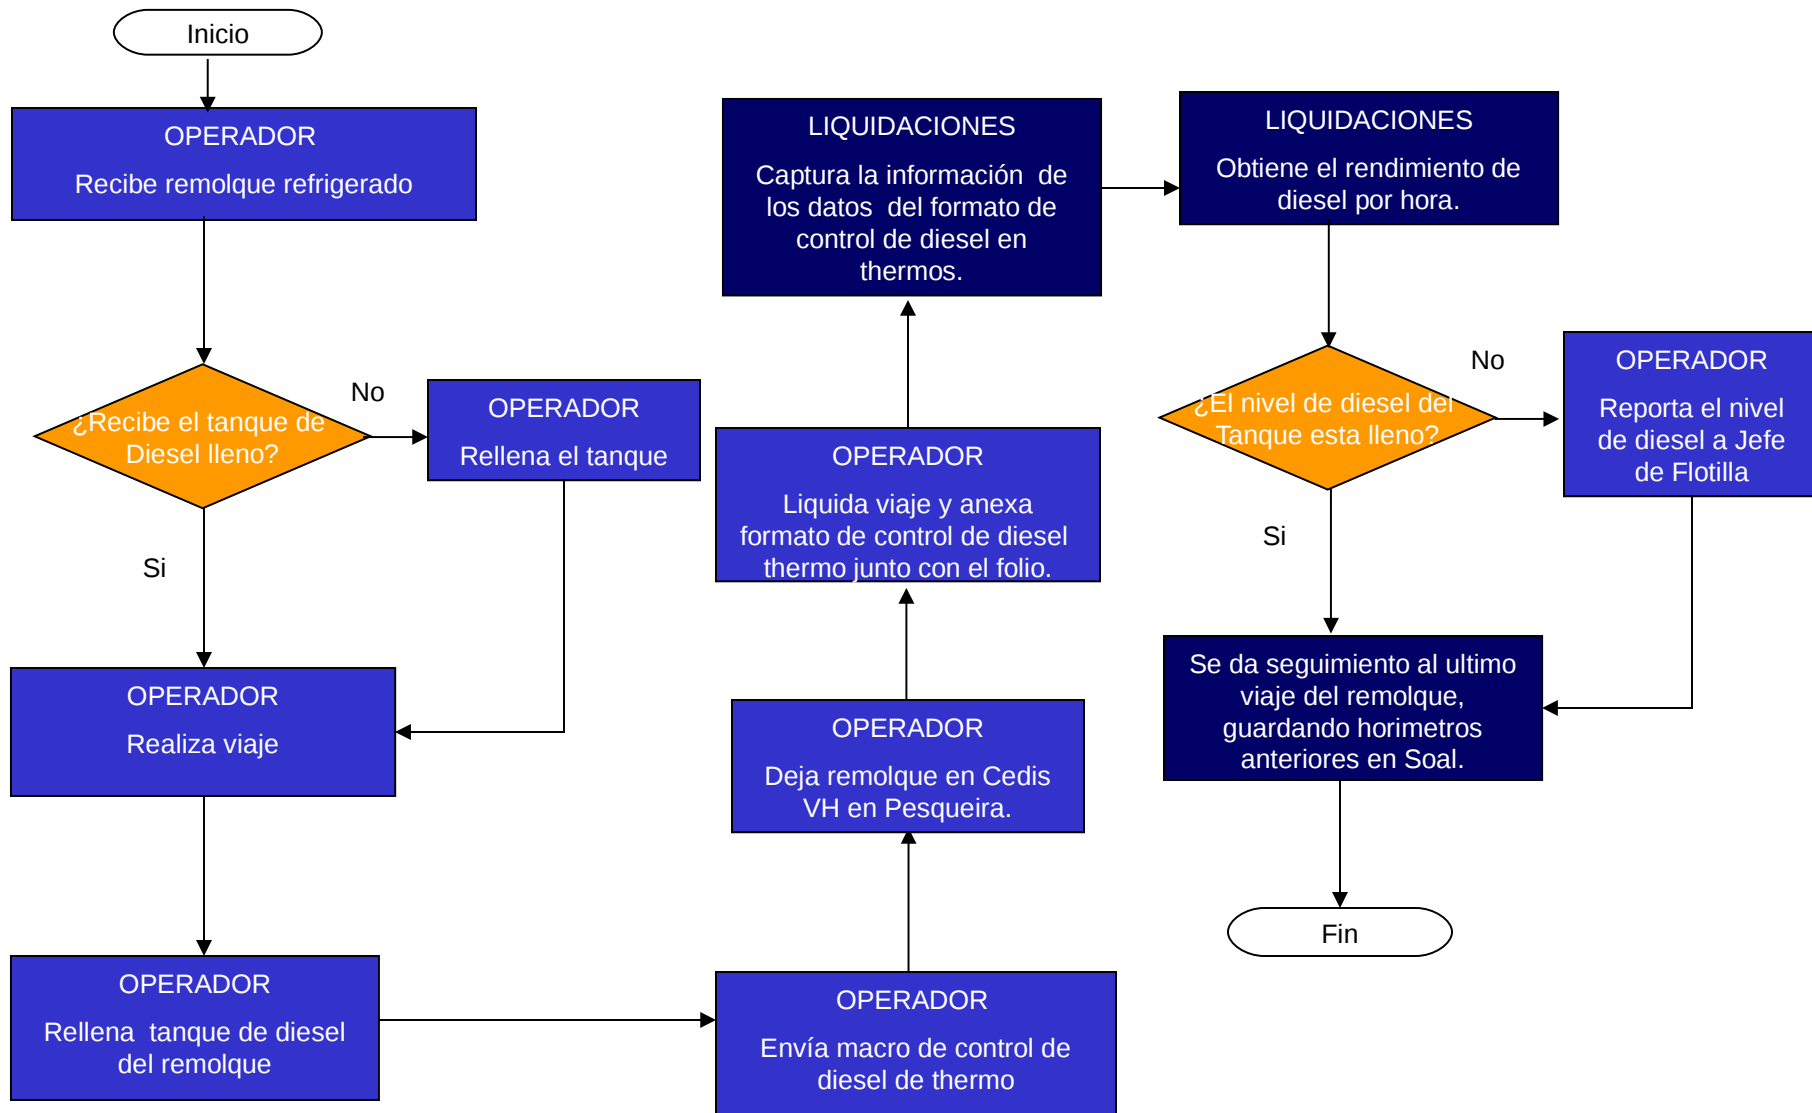 Inicio
OPERADOR
Recibe remolque refrigerado
¿Recibe el tanque de
Diesel lleno?
No
OPERADOR
Rellena el tanque
Si
OPERADOR
Realiza viaje
OPERADOR
Rellena  tanque de diesel
del remolque
OPERADOR
Envía macro de control de
diesel de thermo
OPERADOR
Deja remolque en Cedis
VH en Pesqueira.
OPERADOR
Liquida viaje y anexa
formato de control de diesel
thermo junto con el folio.
LIQUIDACIONES
Captura la información  de
los datos  del formato de
control de diesel en
thermos.
LIQUIDACIONES
Obtiene el rendimiento de
diesel por hora.
¿El nivel de diesel del
Tanque esta lleno?
No
OPERADOR
Reporta el nivel
de diesel a Jefe
de Flotilla
Si
Se da seguimiento al ultimo
viaje del remolque,
guardando horimetros
anteriores en Soal.
Fin